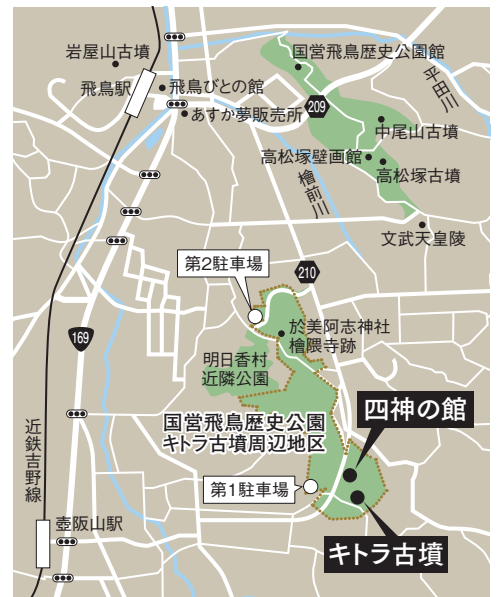 岩屋山古墳
飛鳥駅
飛鳥びとの館
あすか夢販売所
国営飛鳥歴史公園館
平田川
209
中尾山古墳
高松塚壁画館
高松塚古墳
檜前川
文武天皇陵
第2駐車場
210
於美阿志神社
檜隈寺跡
169
明日香村
近隣公園
国営飛鳥歴史公園
キトラ古墳周辺地区
四神の館
近鉄吉野線
第1駐車場
壺阪山駅
キトラ古墳